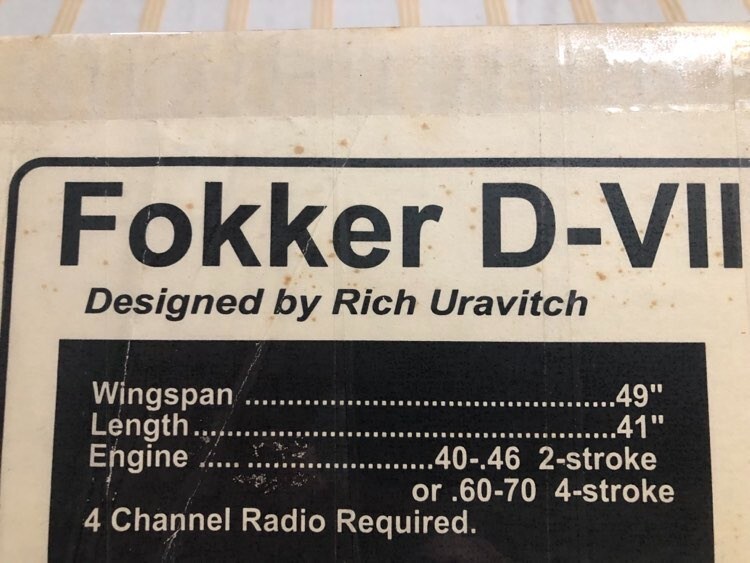 Fokker D-VII
Designed by Rich Uravitch
Wingspan ........................................49"
Length..............................................41"
Engine ..... ....................40-.46 2-stroke
or .60-70 4-stroke
4 Channel Radio Required.